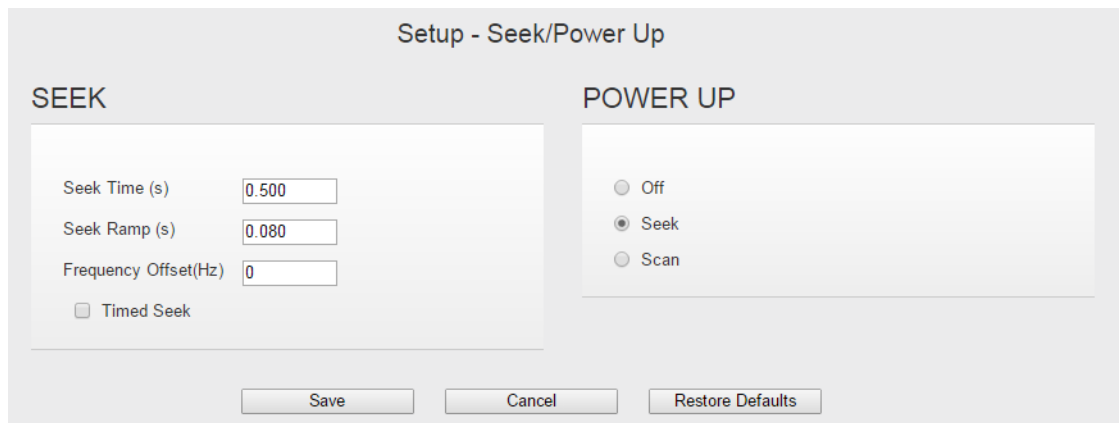 Setup - Seek/Power Up
SEEK
Seek Time (s) 0.500
Seek Ramp (s) 0.080
Frequency Offset(Hz) 0
Timed Seek
POWER UP
Off
Seek
Scan
Save Cancel Restore Defaults